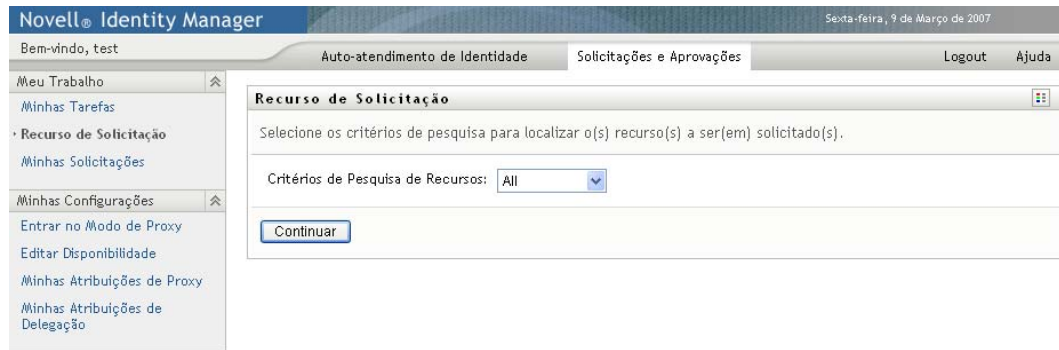 Novell® Identity Manager
Sexta-feira, 9 de Março de 2007
Bem-vindo, test
Auto-atendimento de Identidade
Solicitações e Aprovações
Logout
Ajuda
Meu Trabalho
Minhas Tarefas
Recurso de Solicitação
Minhas Solicitações
Minhas Configurações
Entrar no Modo de Proxy
Editar Disponibilidade
Minhas Atribuições de Proxy
Minhas Atribuições de
Delegação
Recurso de Solicitação
Selecione os critérios de pesquisa para localizar o(s) recurso(s) a ser(em) solicitado(s).
Critérios de Pesquisa de Recursos: All
Continuar